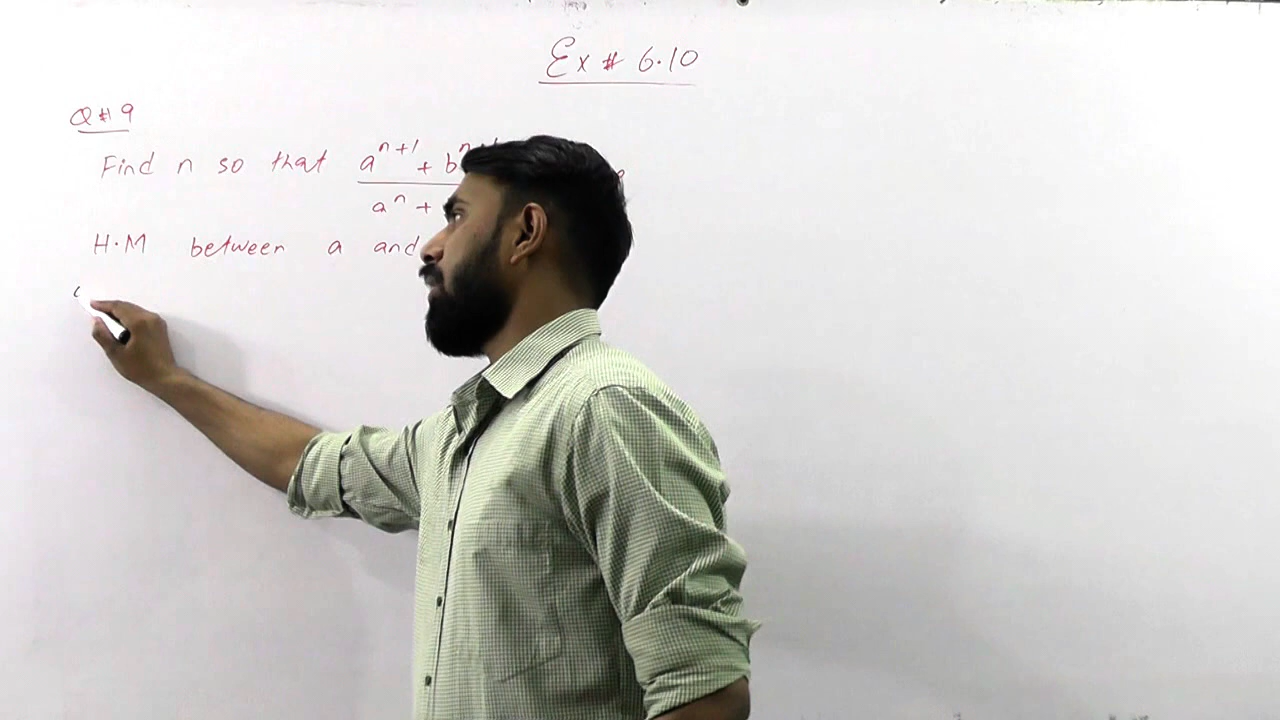 Ex # 6.10
Q # 9
Find n so that a^{n+1} + b
a^n +
H.M between a and